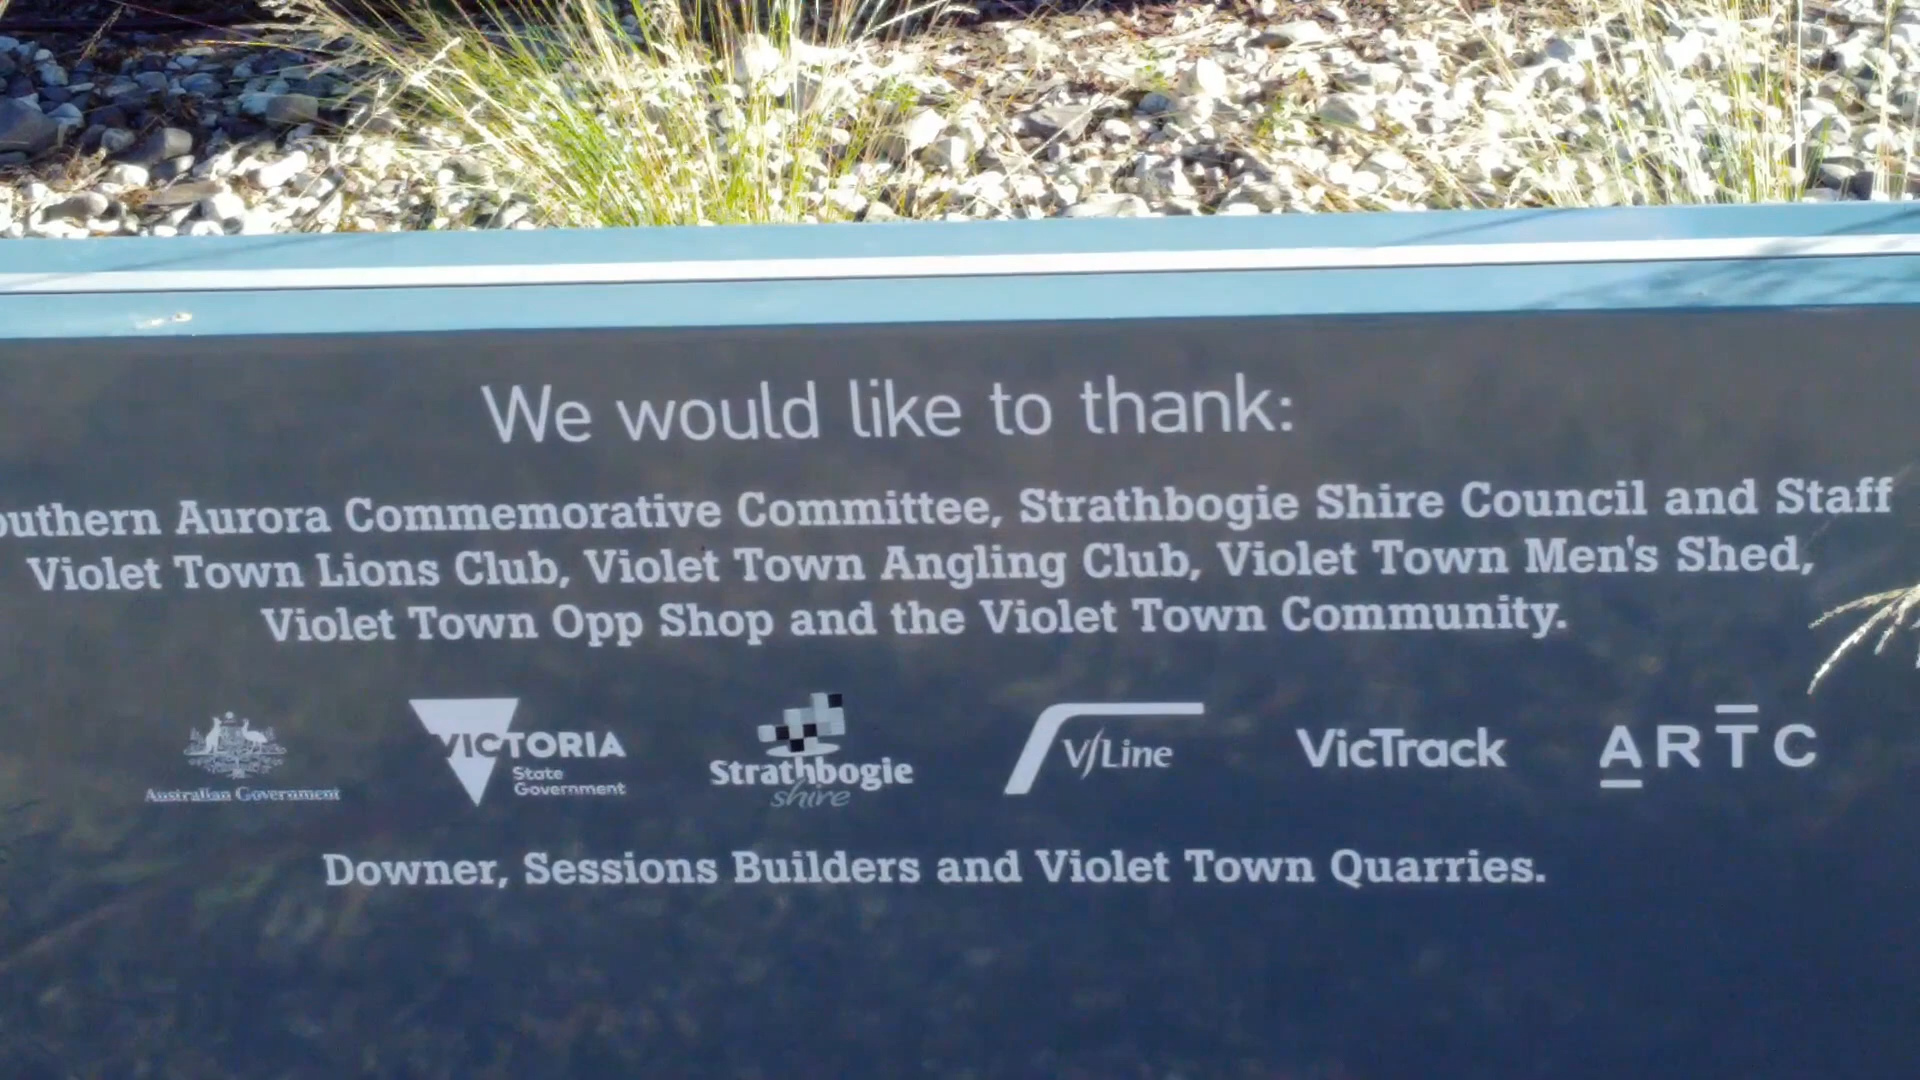 We would like to thank:
outhern Aurora Commemorative Committee, Strathbogie Shire Council and Staff
Violet Town Lions Club, Violet Town Angling Club, Violet Town Men's Shed,
Violet Town Opp Shop and the Violet Town Community.
Australian Government
VICTORIA
State
Government
Strathbogie
shire
V/Line
VicTrack
ARTC
Downer, Sessions Builders and Violet Town Quarries.